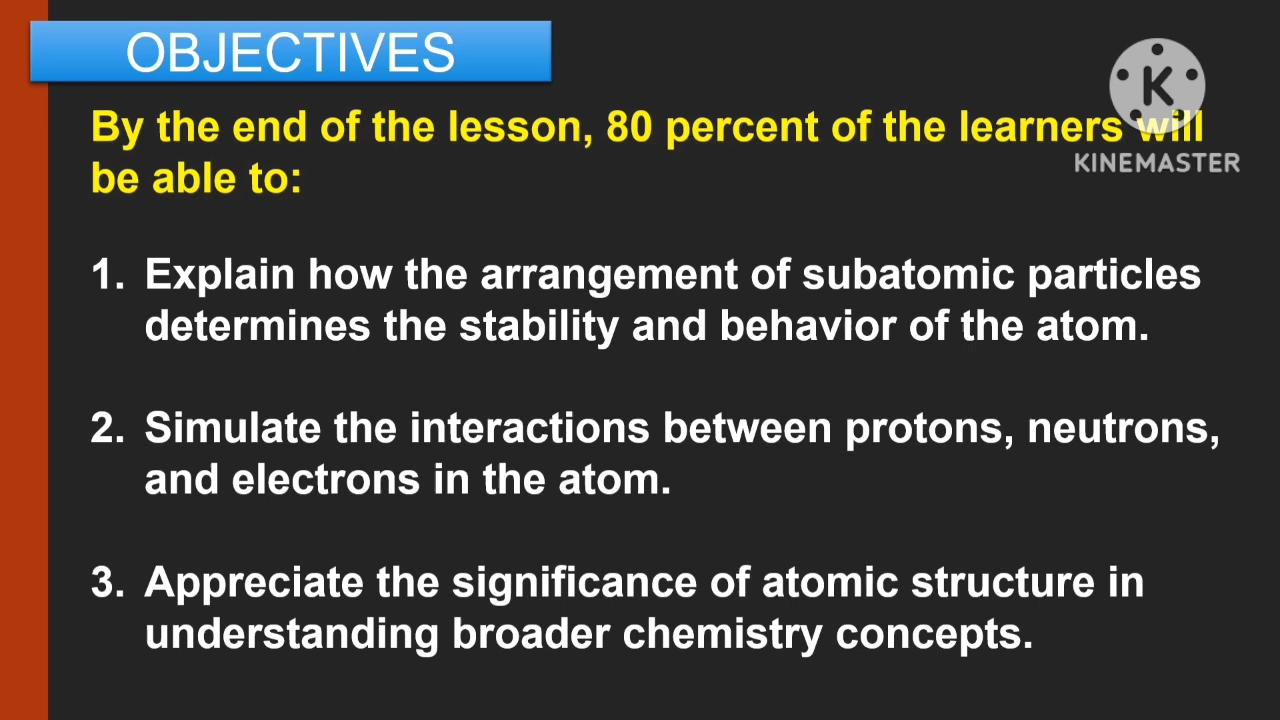 OBJECTIVES
By the end of the lesson, 80 percent of the learners will
be able to:
K
KINEMASTER
1. Explain how the arrangement of subatomic particles
determines the stability and behavior of the atom.
2. Simulate the interactions between protons, neutrons,
and electrons in the atom.
3. Appreciate the significance of atomic structure in
understanding broader chemistry concepts.